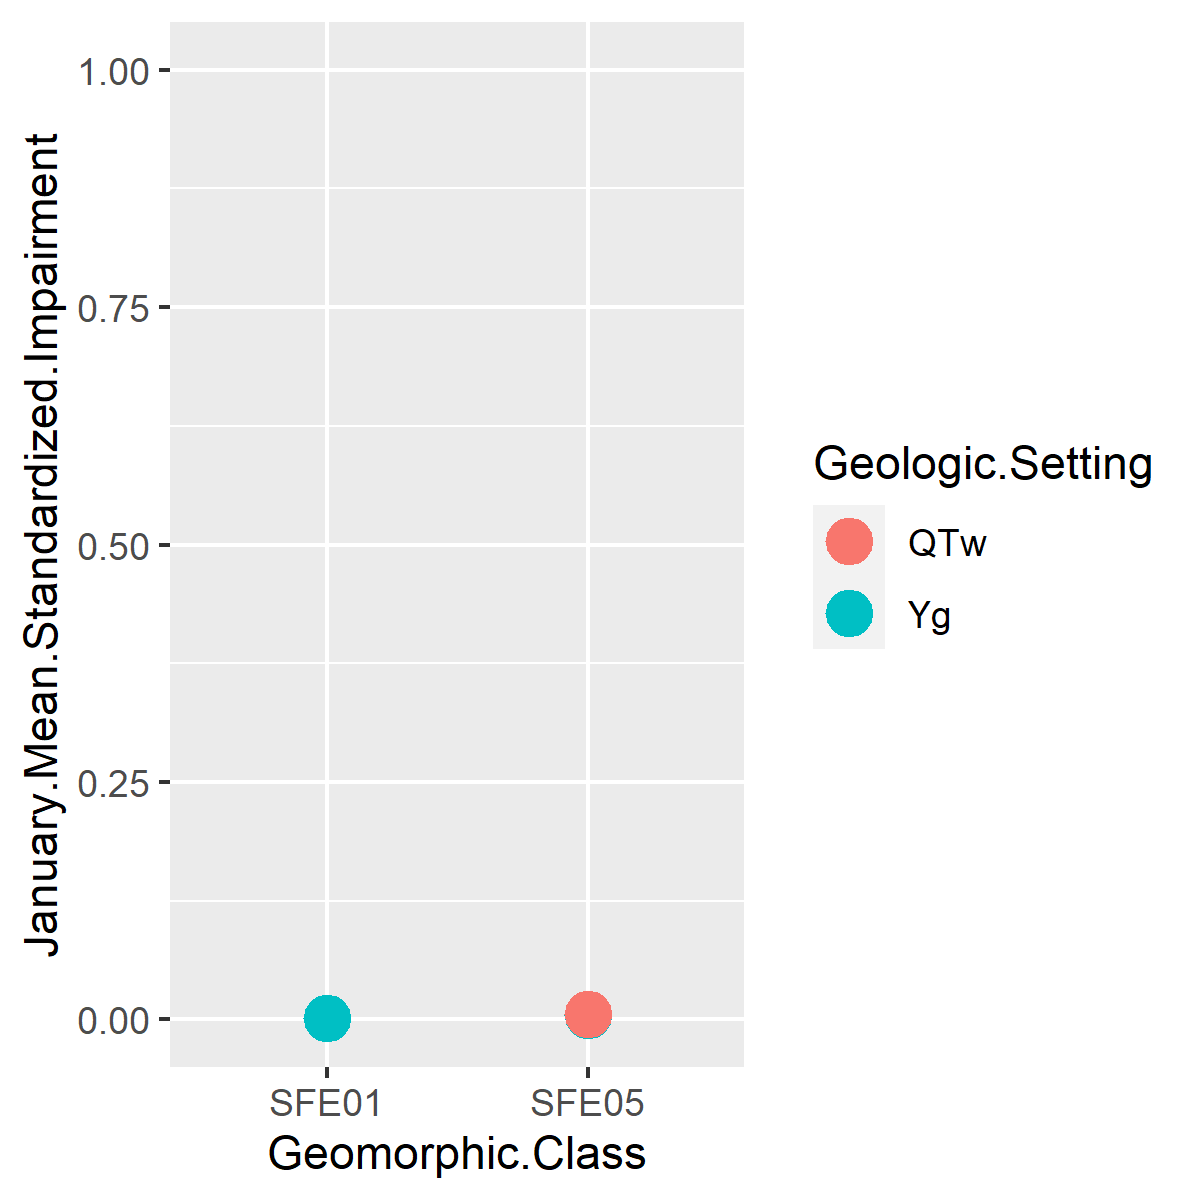 January.Mean.Standardized.Impairment
1.00
0.75
0.50
0.25
0.00
SFE01
SFE05
Geomorphic.Class
Geologic.Setting
QTw
Yg